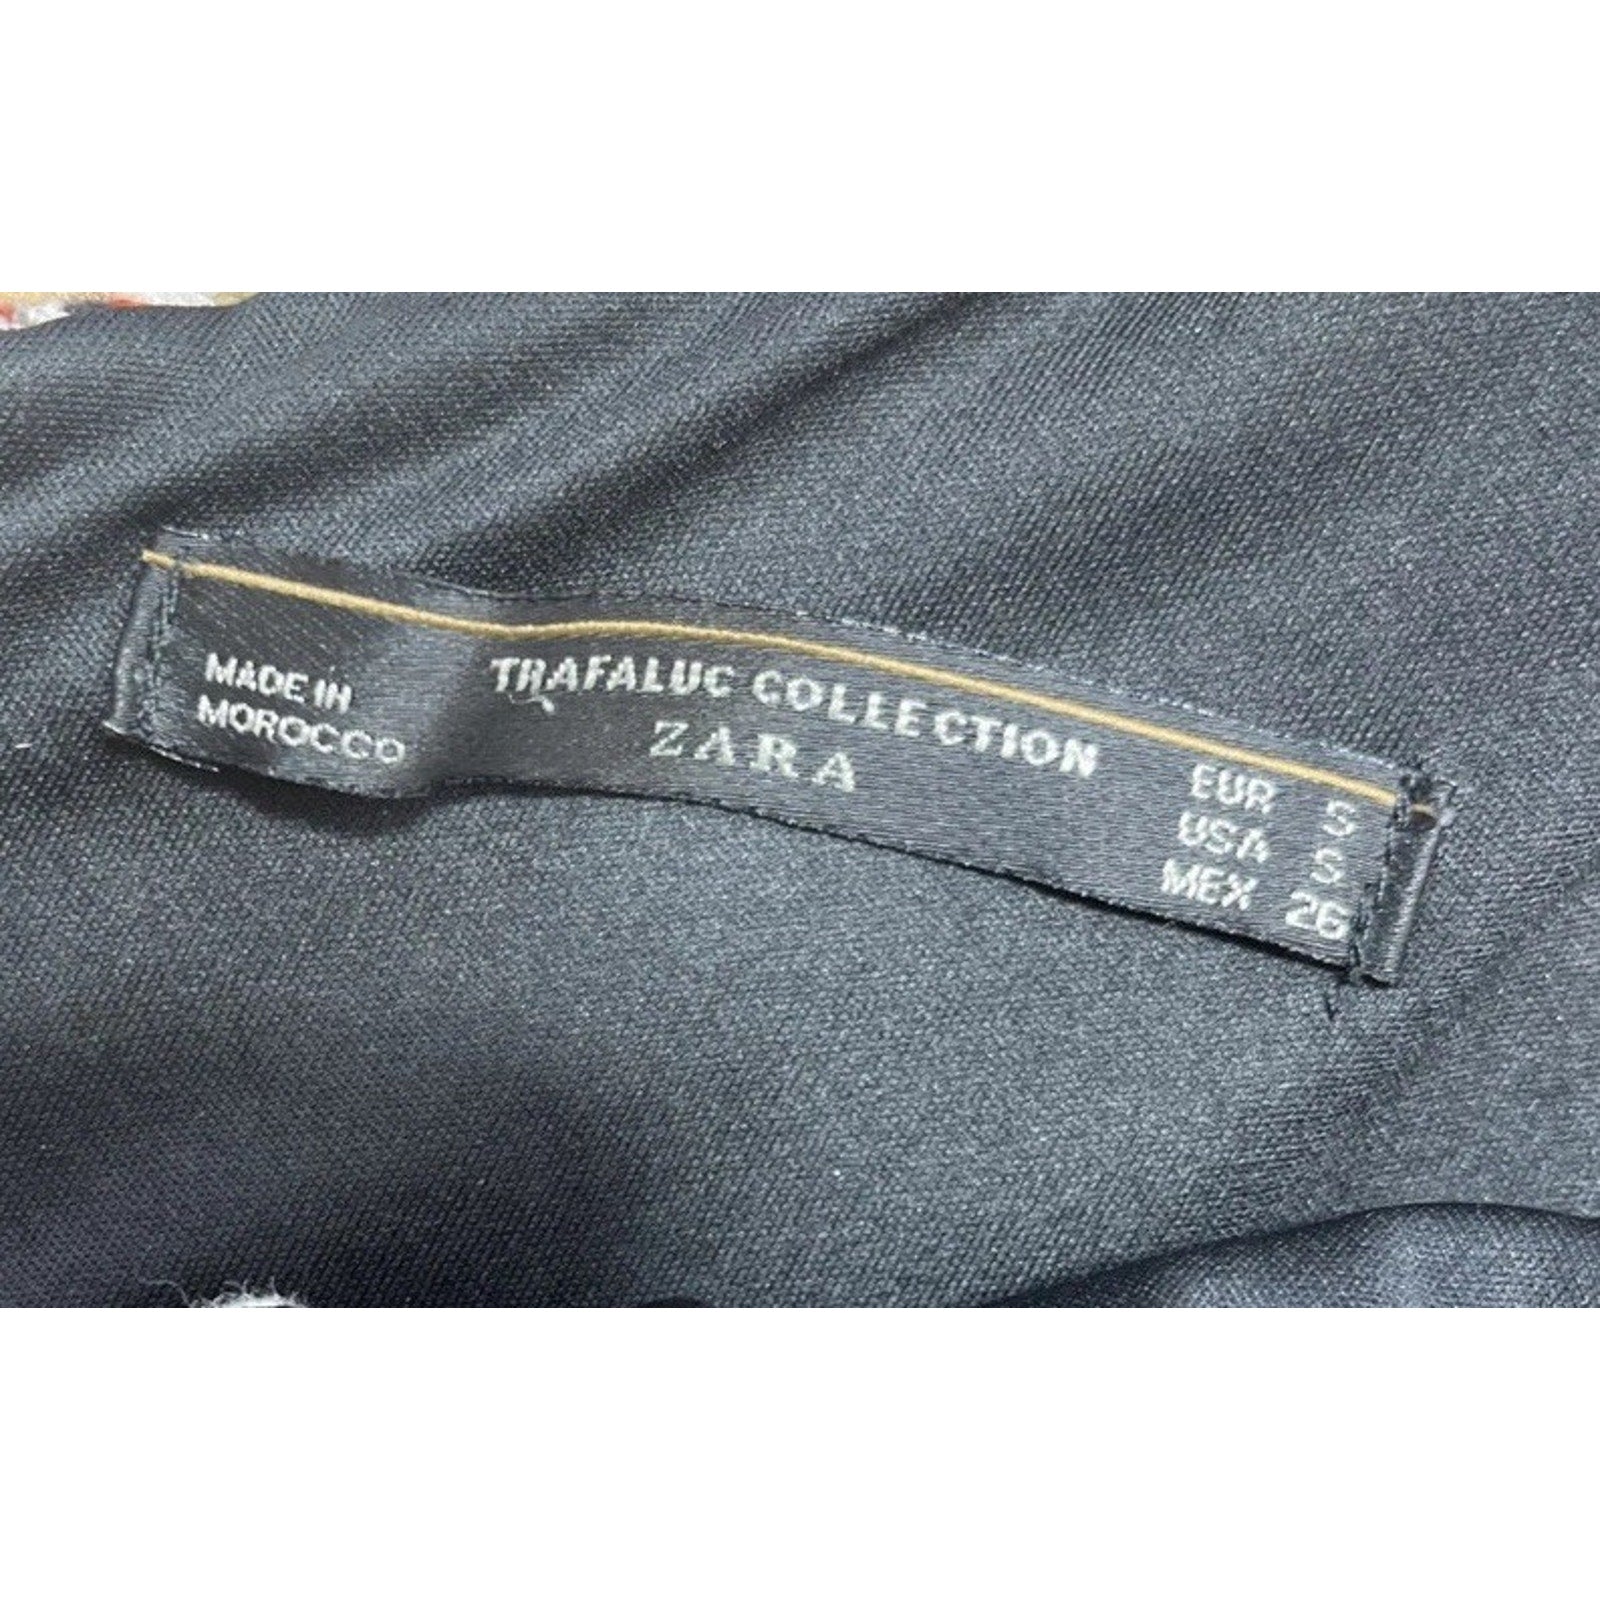 MADE IN
MOROCCO
TRAFALUC COLLECTION
ZARA
EUR S
USA S
MEX 26